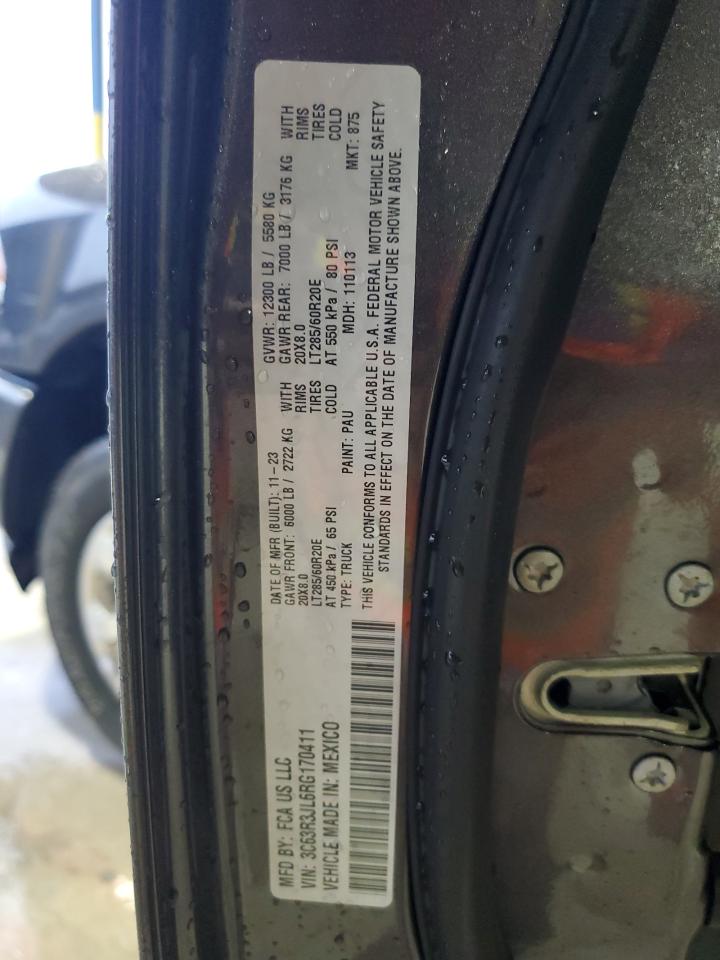 MFD BY: FCA US LLC
VIN: 3C63R3JL6RG170411
VEHICLE MADE IN: MEXICO
DATE OF MFR (BUILT): 11-23 GVWR: 12300 LB / 5580 KG
GAWR FRONT: 6000 LB / 2722 KG WITH GAWR REAR: 7000 LB / 3176 KG WITH
20X8.0 RIMS 20X8.0 RIMS
LT285/60R20E TIRES LT285/60R20E TIRES
AT 450 kPa / 65 PSI COLD AT 550 kPa / 80 PSI COLD
TYPE: TRUCK PAINT: PAU MDH: 110113 MKT: 875
THIS VEHICLE CONFORMS TO ALL APPLICABLE U.S.A. FEDERAL MOTOR VEHICLE SAFETY
STANDARDS IN EFFECT ON THE DATE OF MANUFACTURE SHOWN ABOVE.